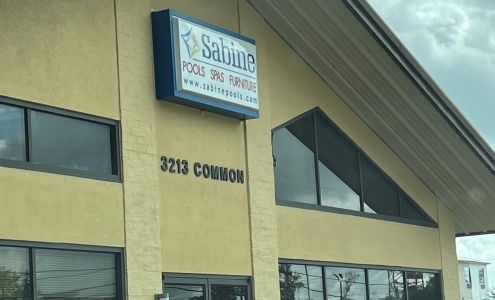 Sabine
POOLS SPAS FURNITURE
www.sabinepools.com
3213 COMMON